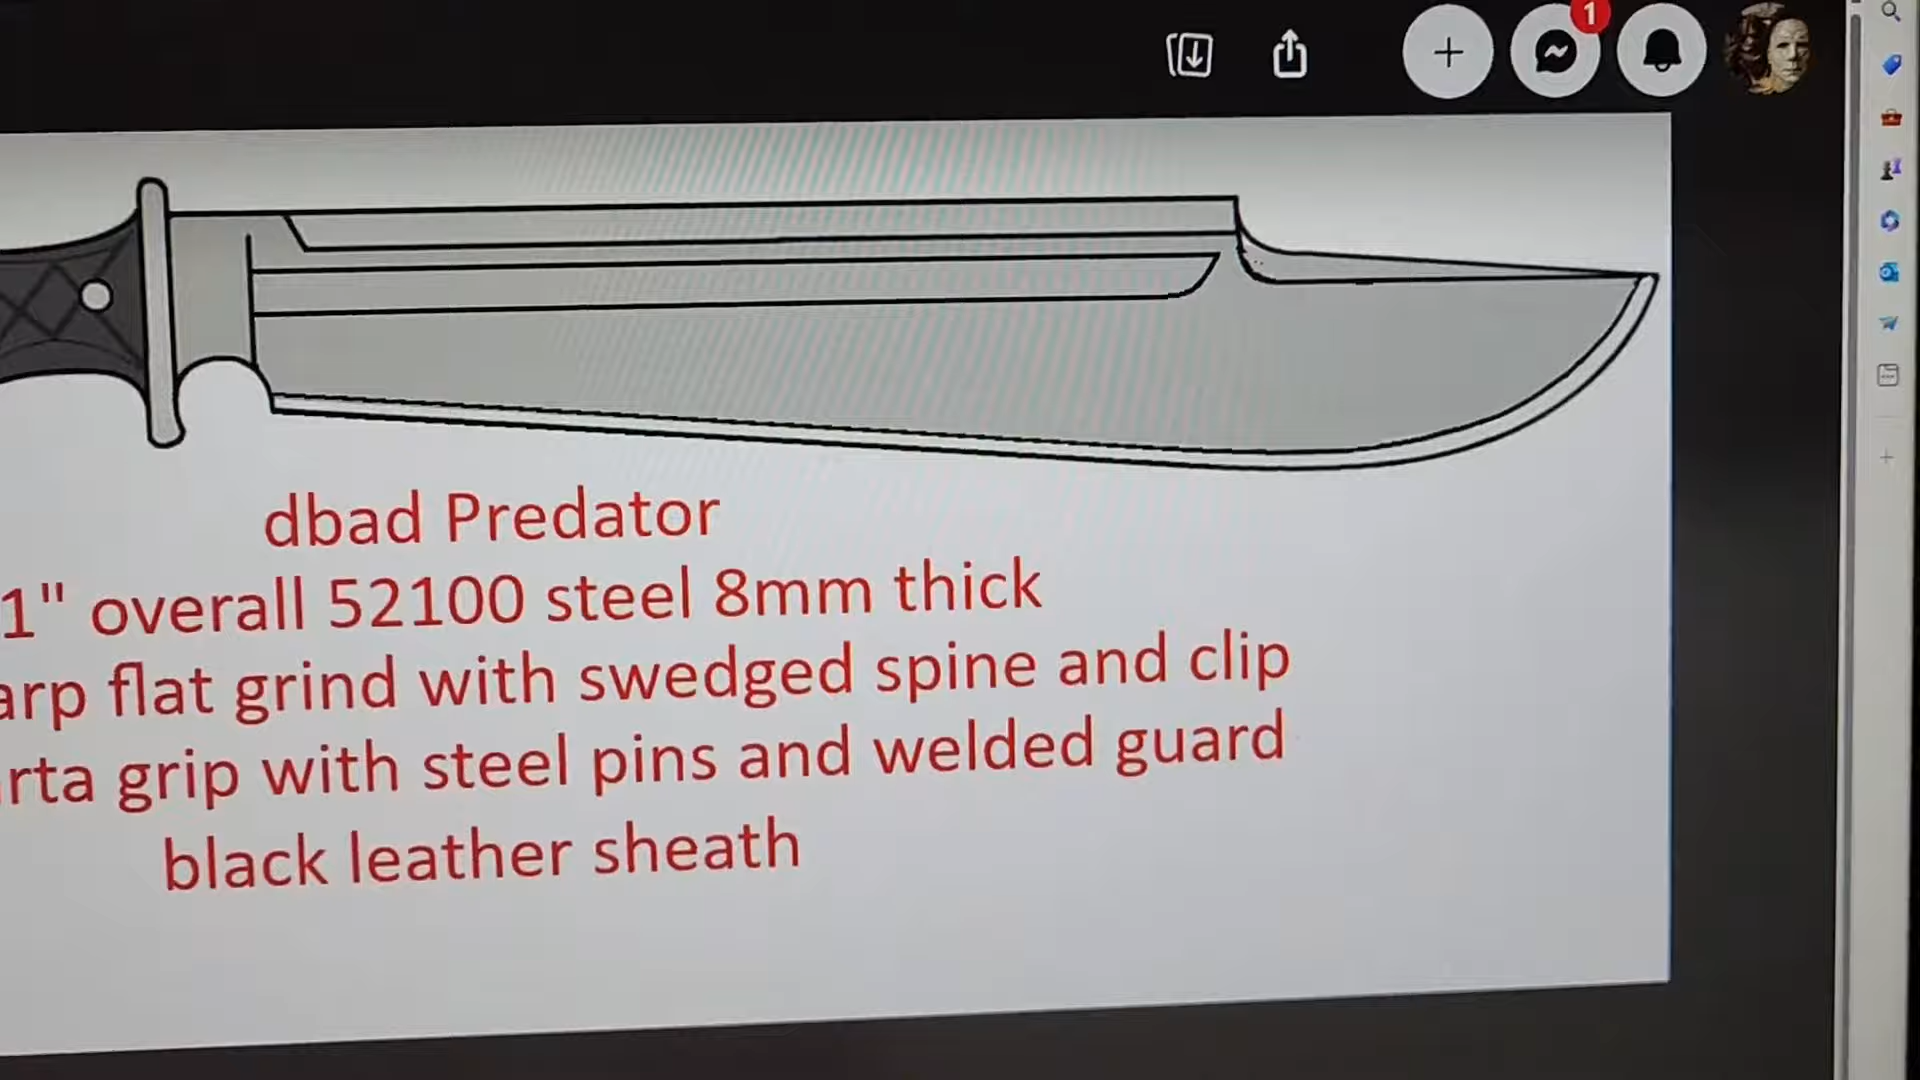 1
dbad Predator
1" overall 52100 steel 8mm thick
arp flat grind with swedged spine and clip
rta grip with steel pins and welded guard
black leather sheath